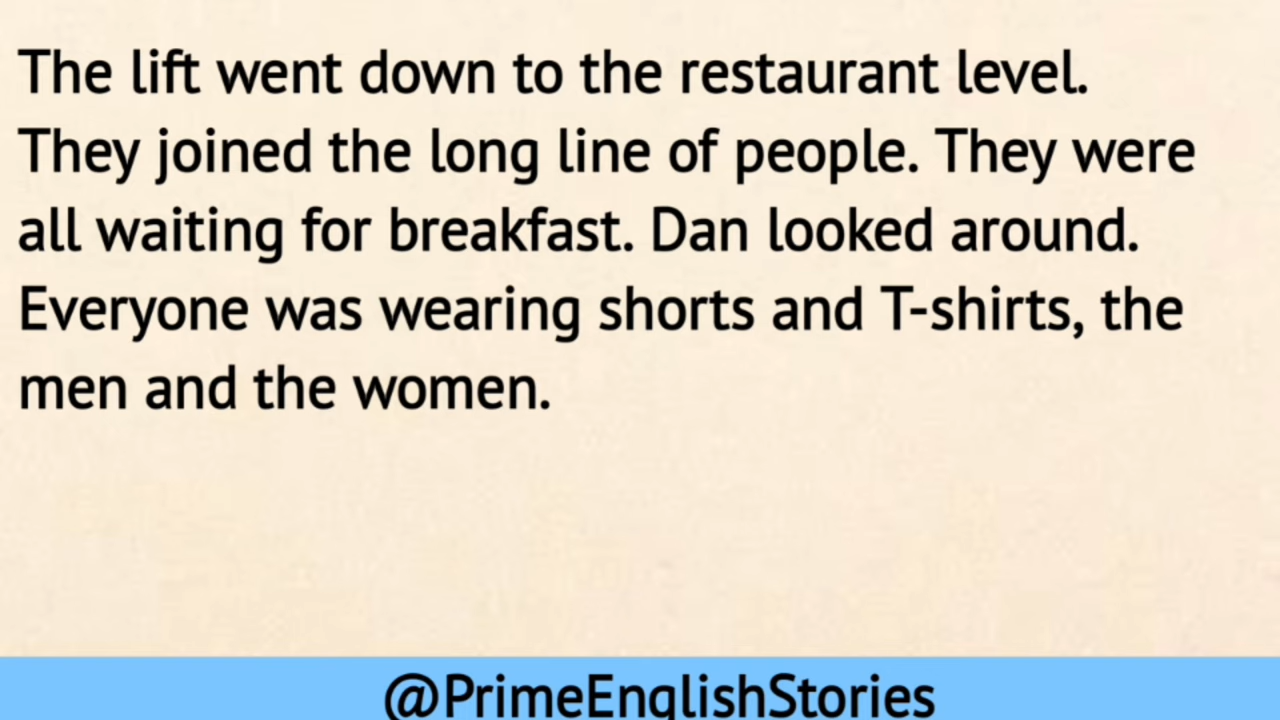 The lift went down to the restaurant level.
They joined the long line of people. They were
all waiting for breakfast. Dan looked around.
Everyone was wearing shorts and T-shirts, the
men and the women.
@PrimeEnglishStories